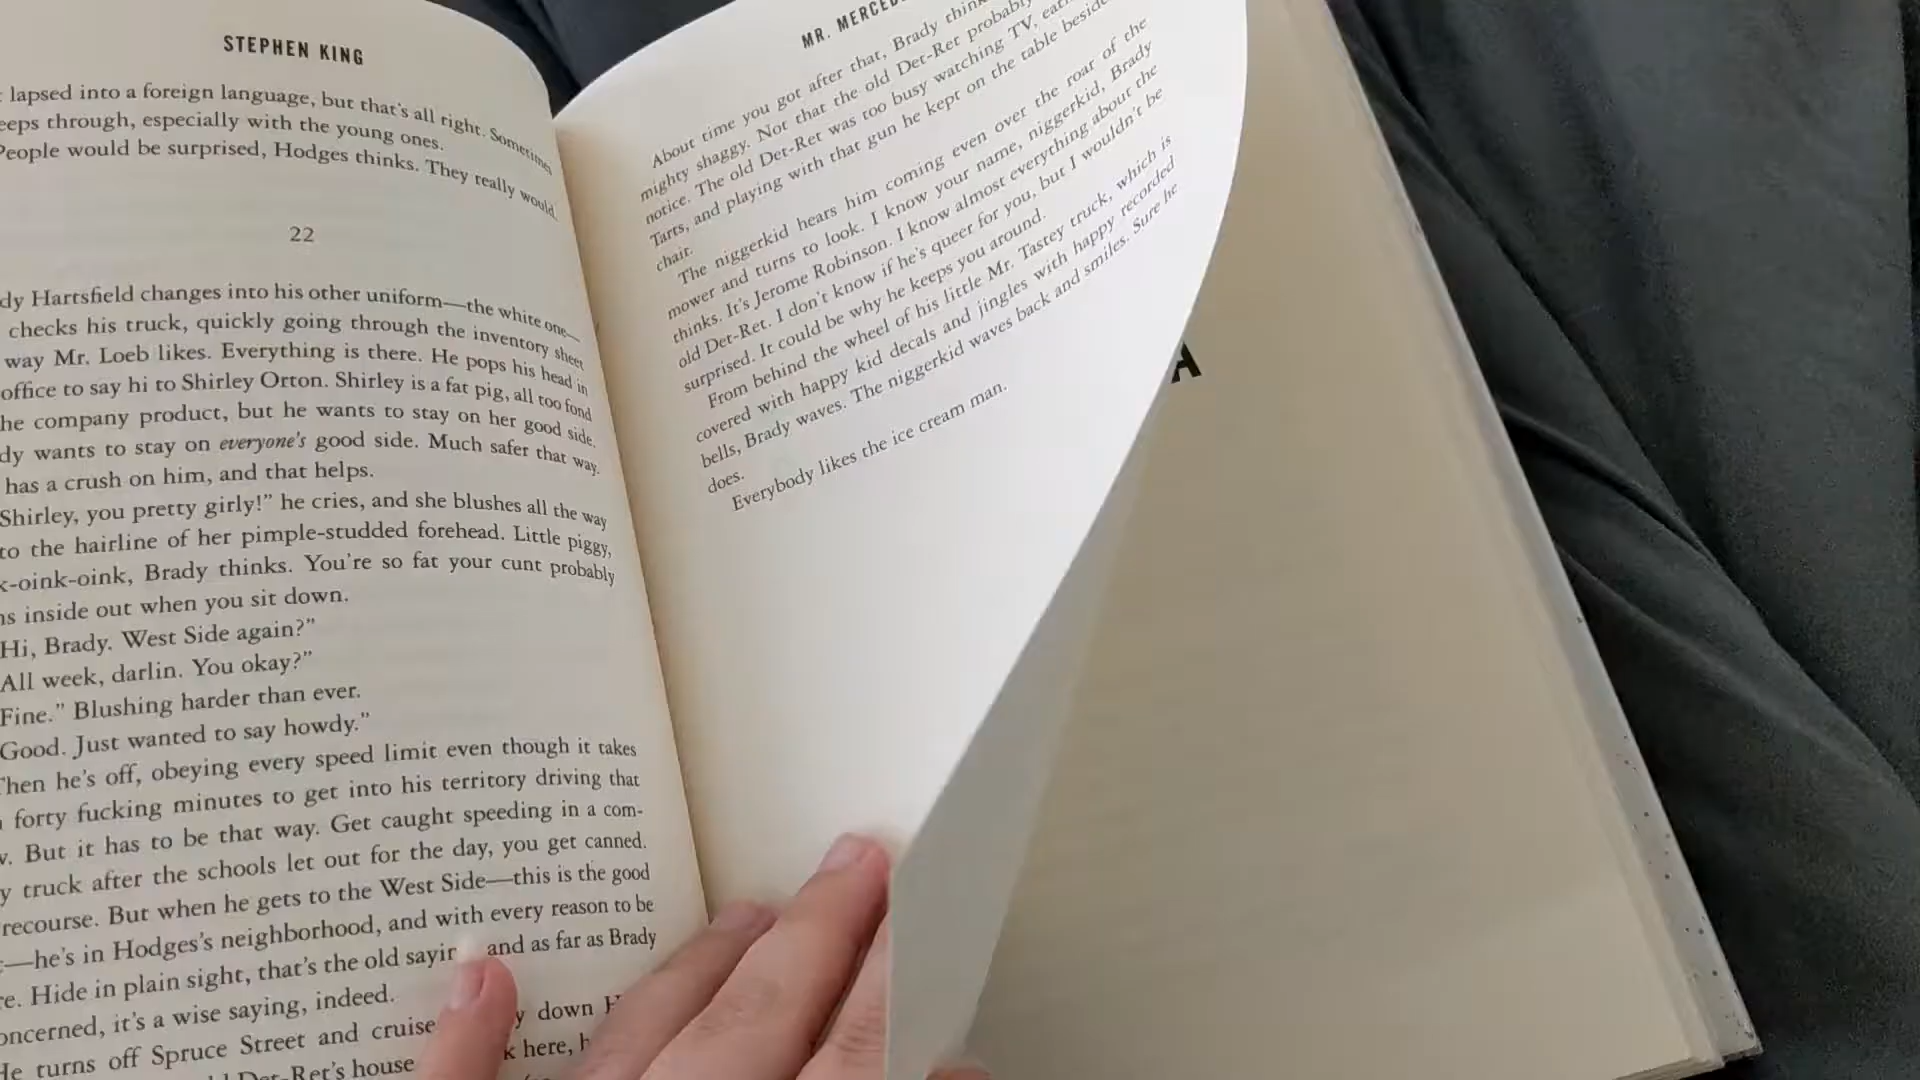 STEPHEN KING
lapsed into a foreign language, but that's all right. Sometimes
eeps through, especially with the young ones.
People would be surprised, Hodges thinks. They really would.
22
dy Hartsfield changes into his other uniform—the white one—
checks his truck, quickly going through the inventory sheet
way Mr. Loeb likes. Everything is there. He pops his head in
office to say hi to Shirley Orton. Shirley is a fat pig, all too fond
he company product, but he wants to stay on her good side.
dy wants to stay on everyone's good side. Much safer that way.
has a crush on him, and that helps.
Shirley, you pretty girly!” he cries, and she blushes all the way
to the hairline of her pimple-studded forehead. Little piggy,
k-oink-oink, Brady thinks. You're so fat your cunt probably
ns inside out when you sit down.
Hi, Brady. West Side again?”
All week, darlin. You okay?”
Fine.” Blushing harder than ever.
Good. Just wanted to say howdy.”
Then he's off, obeying every speed limit even though it takes
forty fucking minutes to get into his territory driving that
w. But it has to be that way. Get caught speeding in a com-
y truck after the schools let out for the day, you get canned.
recourse. But when he gets to the West Side—this is the good
—he's in Hodges's neighborhood, and with every reason to be
re. Hide in plain sight, that's the old sayin and as far as Brady
oncerned, it's a wise saying, indeed.
He turns off Spruce Street and cruise y down H
k here, h
Det-Ret's house
MR. MERCED
About time you got after that, Brady think
mighty shaggy. Not that the old Det-Ret probably
notice. The old Det-Ret was too busy watching TV, eati
Tarts, and playing with that gun he kept on the table beside
chair.
The niggerkid hears him coming even over the roar of the
mower and turns to look. I know your name, niggerkid, Brady
thinks. It's Jerome Robinson. I know almost everything about the
old Det-Ret. I don't know if he's queer for you, but I wouldn't be
surprised. It could be why he keeps you around.
From behind the wheel of his little Mr. Tastey truck, which is
covered with happy kid decals and jingles with happy recorded
bells, Brady waves. The niggerkid waves back and smiles. Sure he
does.
Everybody likes the ice cream man.
A